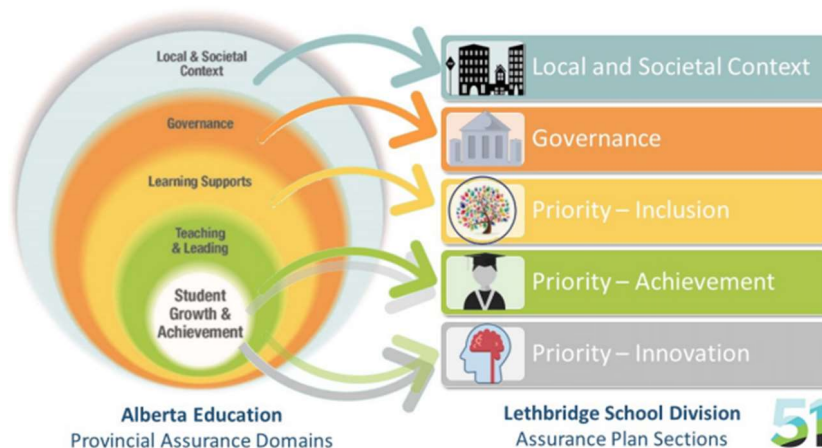 Local & Societal
Context
Governance
Learning Supports
Teaching
& Leading
Student
Growth &
Achievement
Local and Societal Context
Governance
Priority – Inclusion
Priority – Achievement
Priority – Innovation
Alberta Education
Provincial Assurance Domains
Lethbridge School Division
Assurance Plan Sections
51